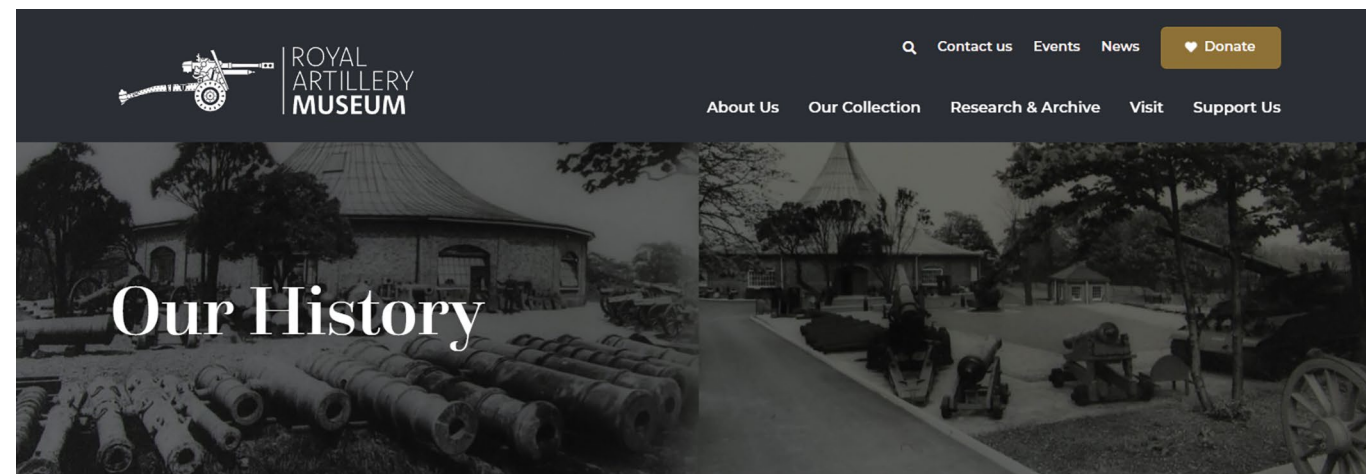 ROYAL
ARTILLERY
MUSEUM
Contact us Events News Donate
About Us Our Collection Research & Archive Visit Support Us
Our History